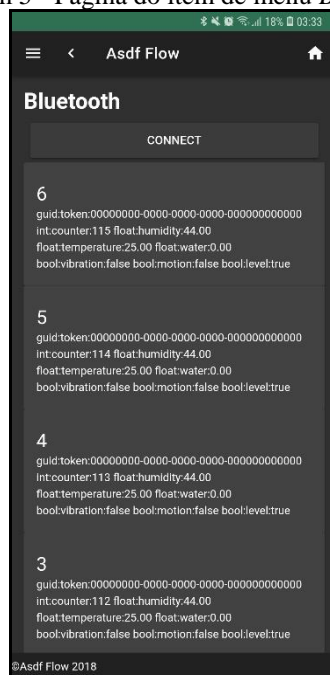 Página do item de menu
18% 03:33
Asdf Flow
Bluetooth
CONNECT
6
guid:token:00000000-0000-0000-0000-000000000000
int:counter:115 float:humidity:44.00
float:temperature:25.00 float:water:0.00
bool:vibration:false bool:motion:false bool:level:true
5
guid:token:00000000-0000-0000-0000-000000000000
int:counter:114 float:humidity:44.00
float:temperature:25.00 float:water:0.00
bool:vibration:false bool:motion:false bool:level:true
4
guid:token:00000000-0000-0000-0000-000000000000
int:counter:113 float:humidity:44.00
float:temperature:25.00 float:water:0.00
bool:vibration:false bool:motion:false bool:level:true
3
guid:token:00000000-0000-0000-0000-000000000000
int:counter:112 float:humidity:44.00
float:temperature:25.00 float:water:0.00
bool:vibration:false bool:motion:false bool:level:true
©Asdf Flow 2018